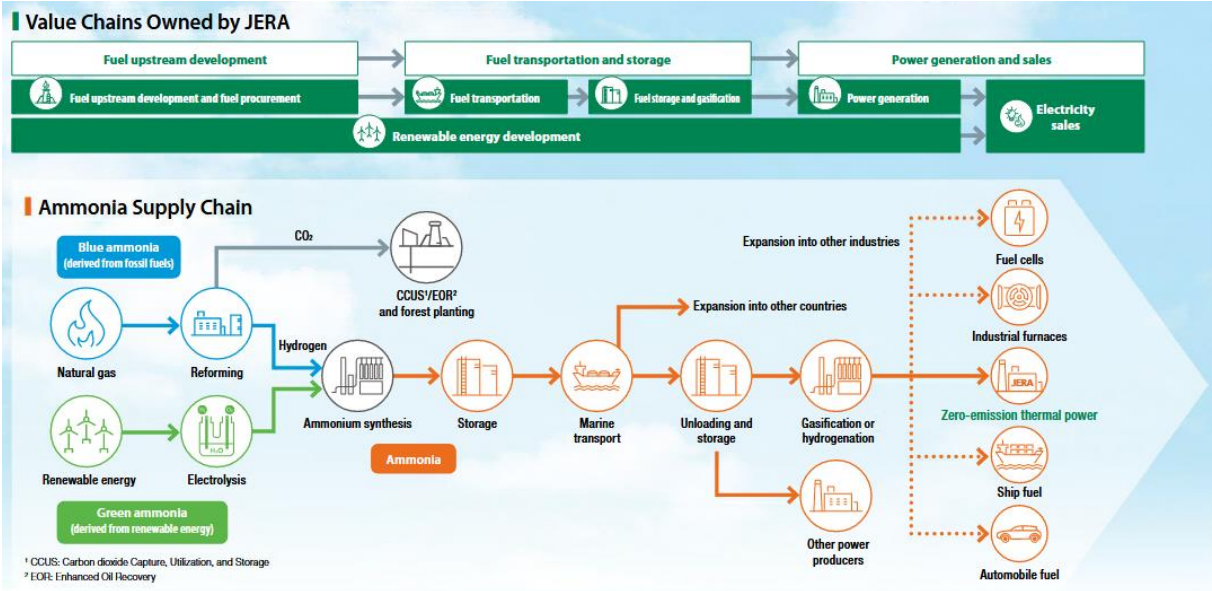 Value Chains Owned by JERA
Fuel upstream development
Fuel transportation and storage
Power generation and sales
Fuel upstream development and fuel procurement
Fuel transportation
Fuel storage and gasification
Power generation
Electricity
sales
Renewable energy development
Ammonia Supply Chain
Blue ammonia
(derived from fossil fuels)
CO₂
CCUS¹/EOR²
and forest planting
Natural gas
Reforming
Hydrogen
Renewable energy
H₂
O₂
H₂O
Electrolysis
Green ammonia
(derived from renewable energy)
Ammonium synthesis
Storage
Ammonia
Marine
transport
Expansion into other countries
Unloading and
storage
Gasification or
hydrogenation
Other power
producers
Expansion into other industries
Fuel cells
Industrial furnaces
JERA
Zero-emission thermal power
Ship fuel
Automobile fuel
¹ CCUS: Carbon dioxide Capture, Utilization, and Storage
² EOR: Enhanced Oil Recovery